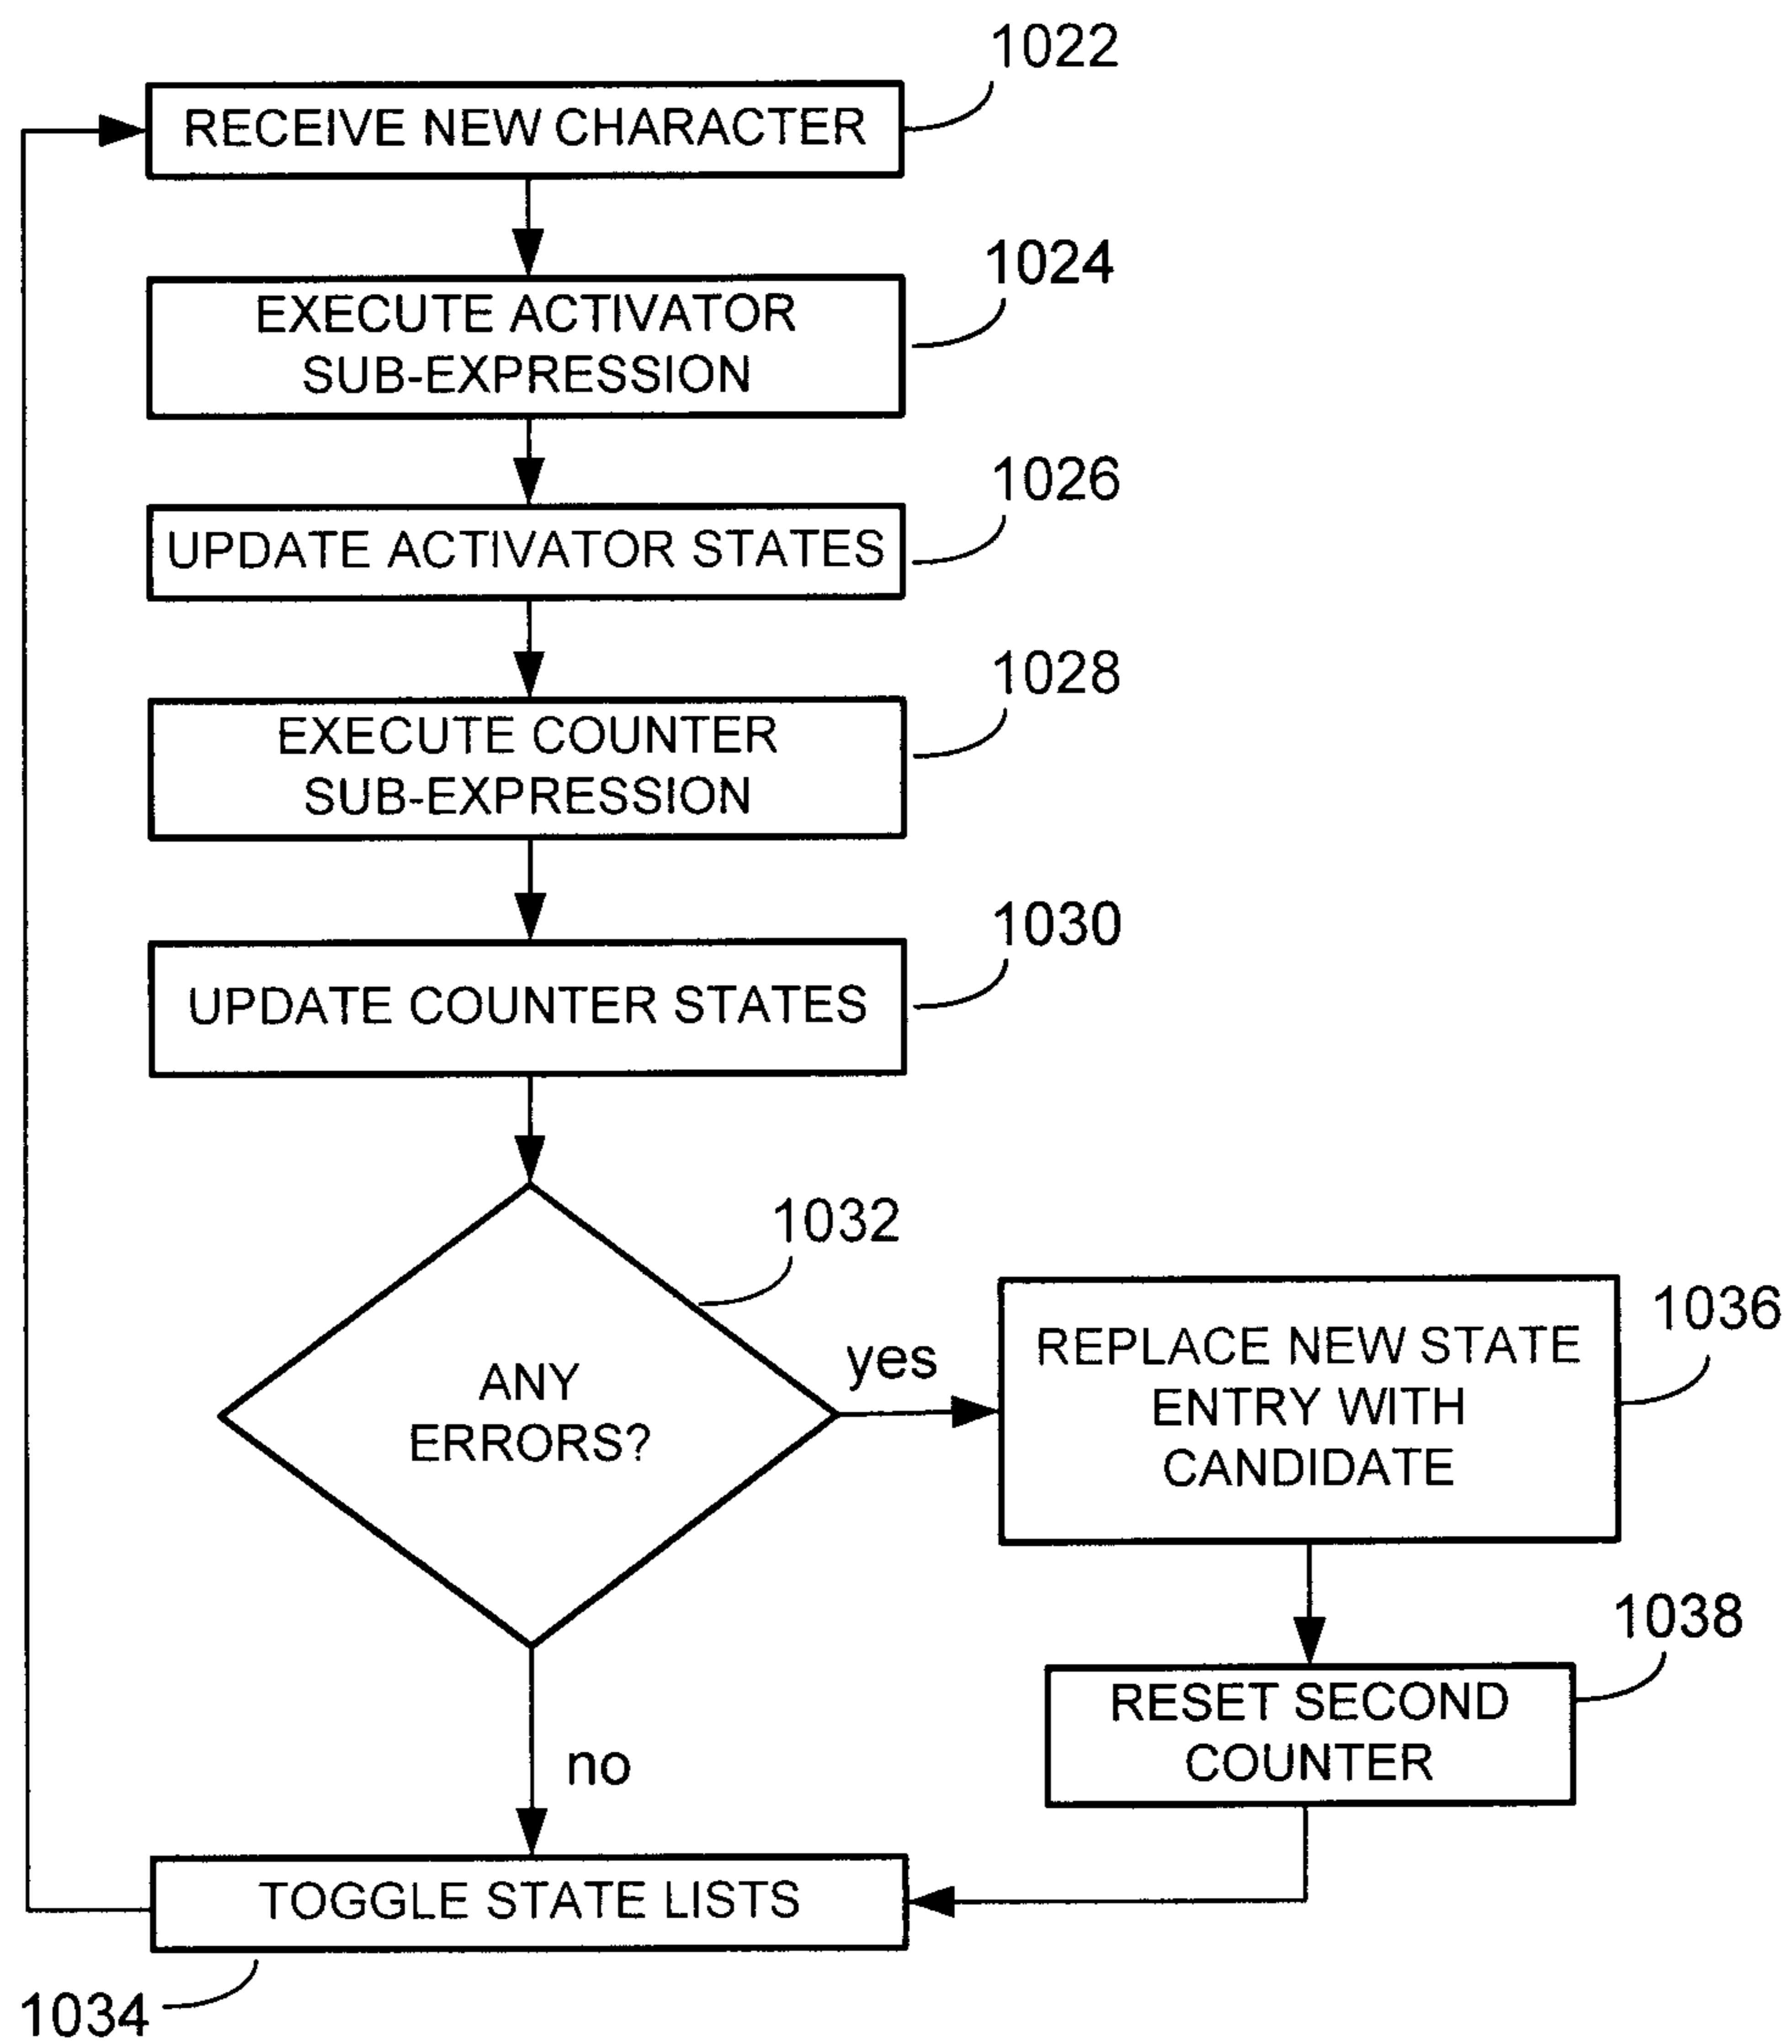 1022
RECEIVE NEW CHARACTER
1024
EXECUTE ACTIVATOR
SUB-EXPRESSION
1026
UPDATE ACTIVATOR STATES
1028
EXECUTE COUNTER
SUB-EXPRESSION
1030
UPDATE COUNTER STATES
1032
ANY
ERRORS?
yes
1036
REPLACE NEW STATE
ENTRY WITH
CANDIDATE
1038
RESET SECOND
COUNTER
no
TOGGLE STATE LISTS
1034